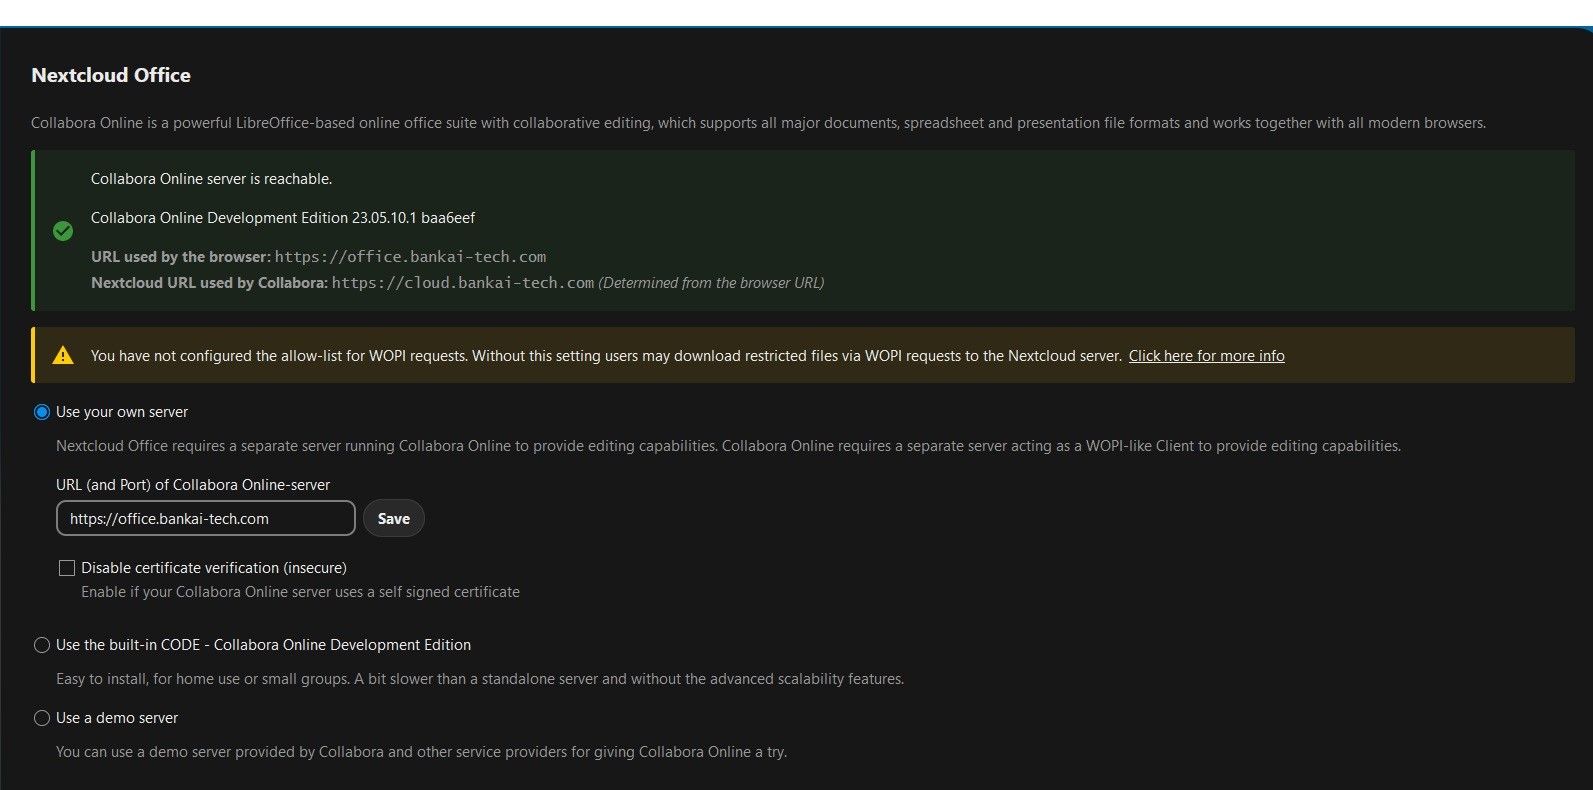 Nextcloud Office
Collabora Online is a powerful LibreOffice-based online office suite with collaborative editing, which supports all major documents, spreadsheet and presentation file formats and works together with all modern browsers.
Collabora Online server is reachable.
Collabora Online Development Edition 23.05.10.1 baa6eef
URL used by the browser: https://office.bankai-tech.com
Nextcloud URL used by Collabora: https://cloud.bankai-tech.com (Determined from the browser URL)
You have not configured the allow-list for WOPI requests. Without this setting users may download restricted files via WOPI requests to the Nextcloud server. Click here for more info
Use your own server
Nextcloud Office requires a separate server running Collabora Online to provide editing capabilities. Collabora Online requires a separate server acting as a WOPI-like Client to provide editing capabilities.
URL (and Port) of Collabora Online-server
https://office.bankai-tech.com Save
Disable certificate verification (insecure)
Enable if your Collabora Online server uses a self signed certificate
Use the built-in CODE - Collabora Online Development Edition
Easy to install, for home use or small groups. A bit slower than a standalone server and without the advanced scalability features.
Use a demo server
You can use a demo server provided by Collabora and other service providers for giving Collabora Online a try.